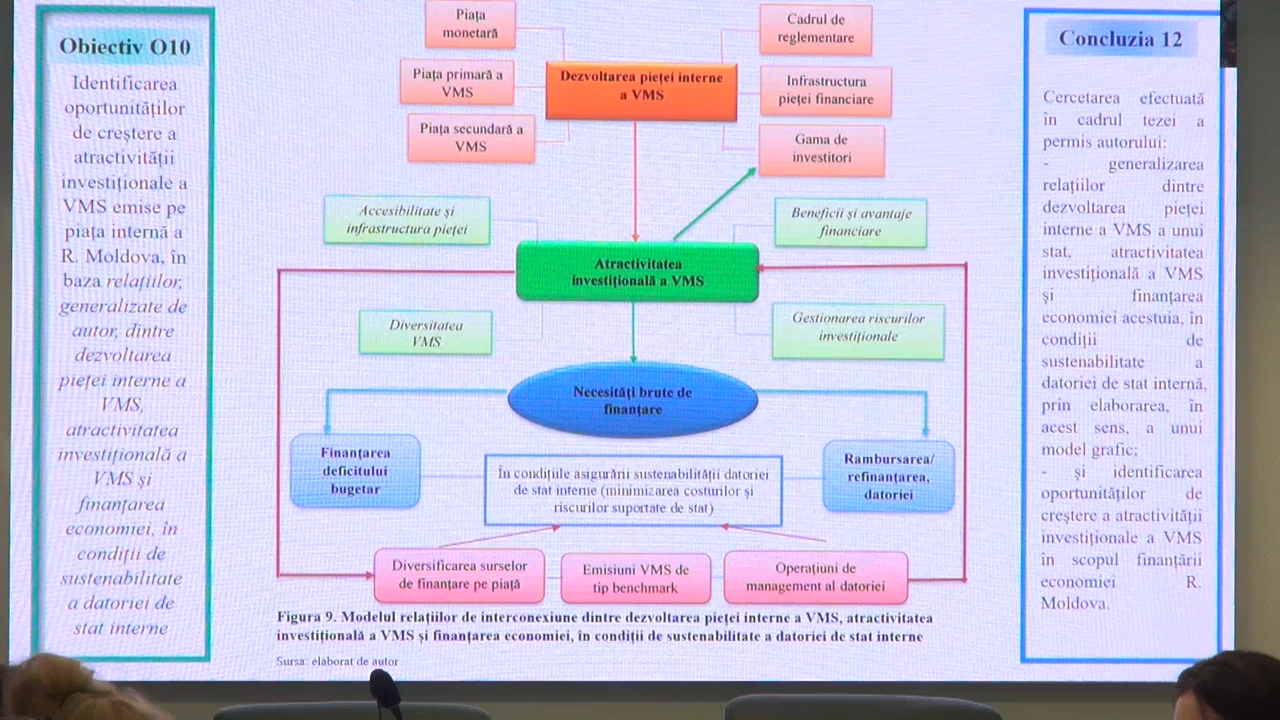 Obiectiv O10
Identificarea
oportunităților
de creștere a
atractivității
investiționale a
VMS emise pe
piața internă a
R. Moldova, în
baza relațiilor,
generalizate de
autor, dintre
dezvoltarea
pieței interne a
VMS,
atractivitatea
investițională a
VMS și
finanțarea
economiei, în
condiții de
sustenabilitate
a datoriei de
stat interne
Piața
monetară
Piața primară a
VMS
Piața secundară a
VMS
Dezvoltarea pieței interne
a VMS
Cadrul de
reglementare
Infrastructura
pieței financiare
Gama de
investitori
Accesibilitate și
infrastructura pieței
Beneficii și avantaje
financiare
Atractivitatea
investițională a VMS
Diversitatea
VMS
Gestionarea riscurilor
investiționale
Necesități brute de
finanțare
Finanțarea
deficitului
bugetar
În condițiile asigurării sustenabilității datoriei
de stat interne (minimizarea costurilor și
riscurilor suportate de stat)
Rambursarea/
refinanțarea,
datoriei
Diversificarea surselor
de finanțare pe piață
Emisiuni VMS de
tip benchmark
Operațiuni de
management al datoriei
Figura 9. Modelul relațiilor de interconexiune dintre dezvoltarea pieței interne a VMS, atractivitatea
investițională a VMS și finanțarea economiei, în condiții de sustenabilitate a datoriei de stat interne
Sursa: elaborat de autor
Concluzia 12
Cercetarea efectuată
în cadrul tezei a
permis autorului:
- generalizarea
relațiilor dintre
dezvoltarea pieței
interne a VMS a unui
stat, atractivitatea
investițională a VMS
și finanțarea
economiei acestuia, în
condiții de
sustenabilitate a
datoriei de stat internă,
prin elaborarea, în
acest sens, a unui
model grafic;
- și identificarea
oportunităților de
creștere a atractivității
investiționale a VMS
în scopul finanțării
economiei R.
Moldova.